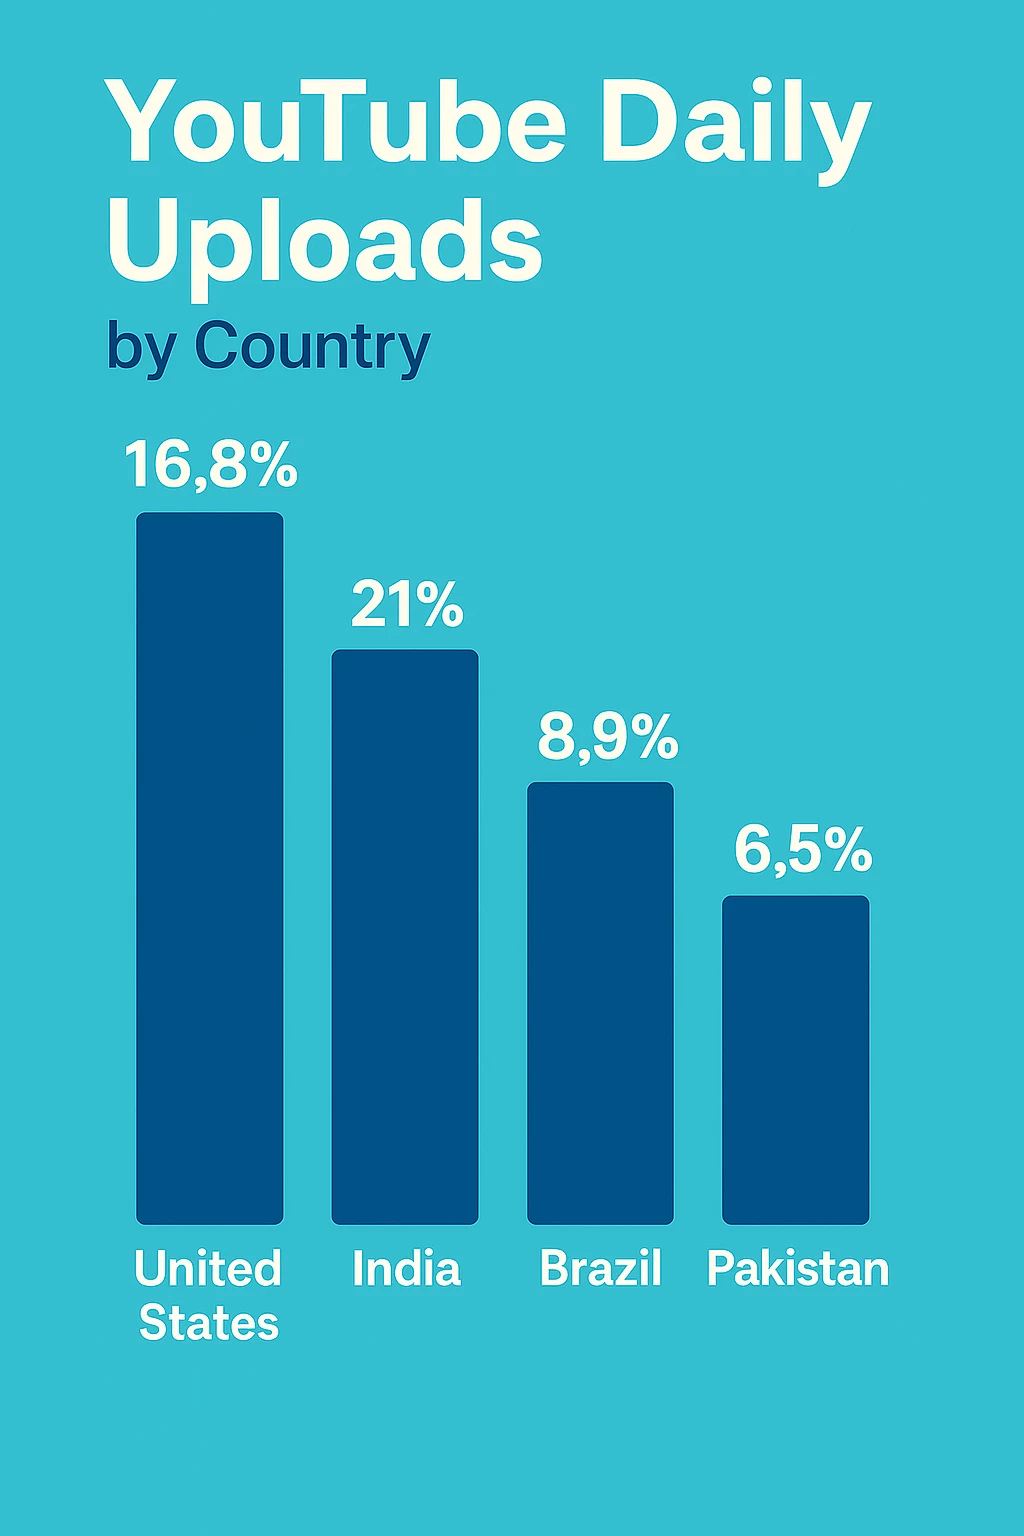 YouTube Daily
Uploads
by Country
16,8%
21%
8,9%
6,5%
United
States
India
Brazil
Pakistan